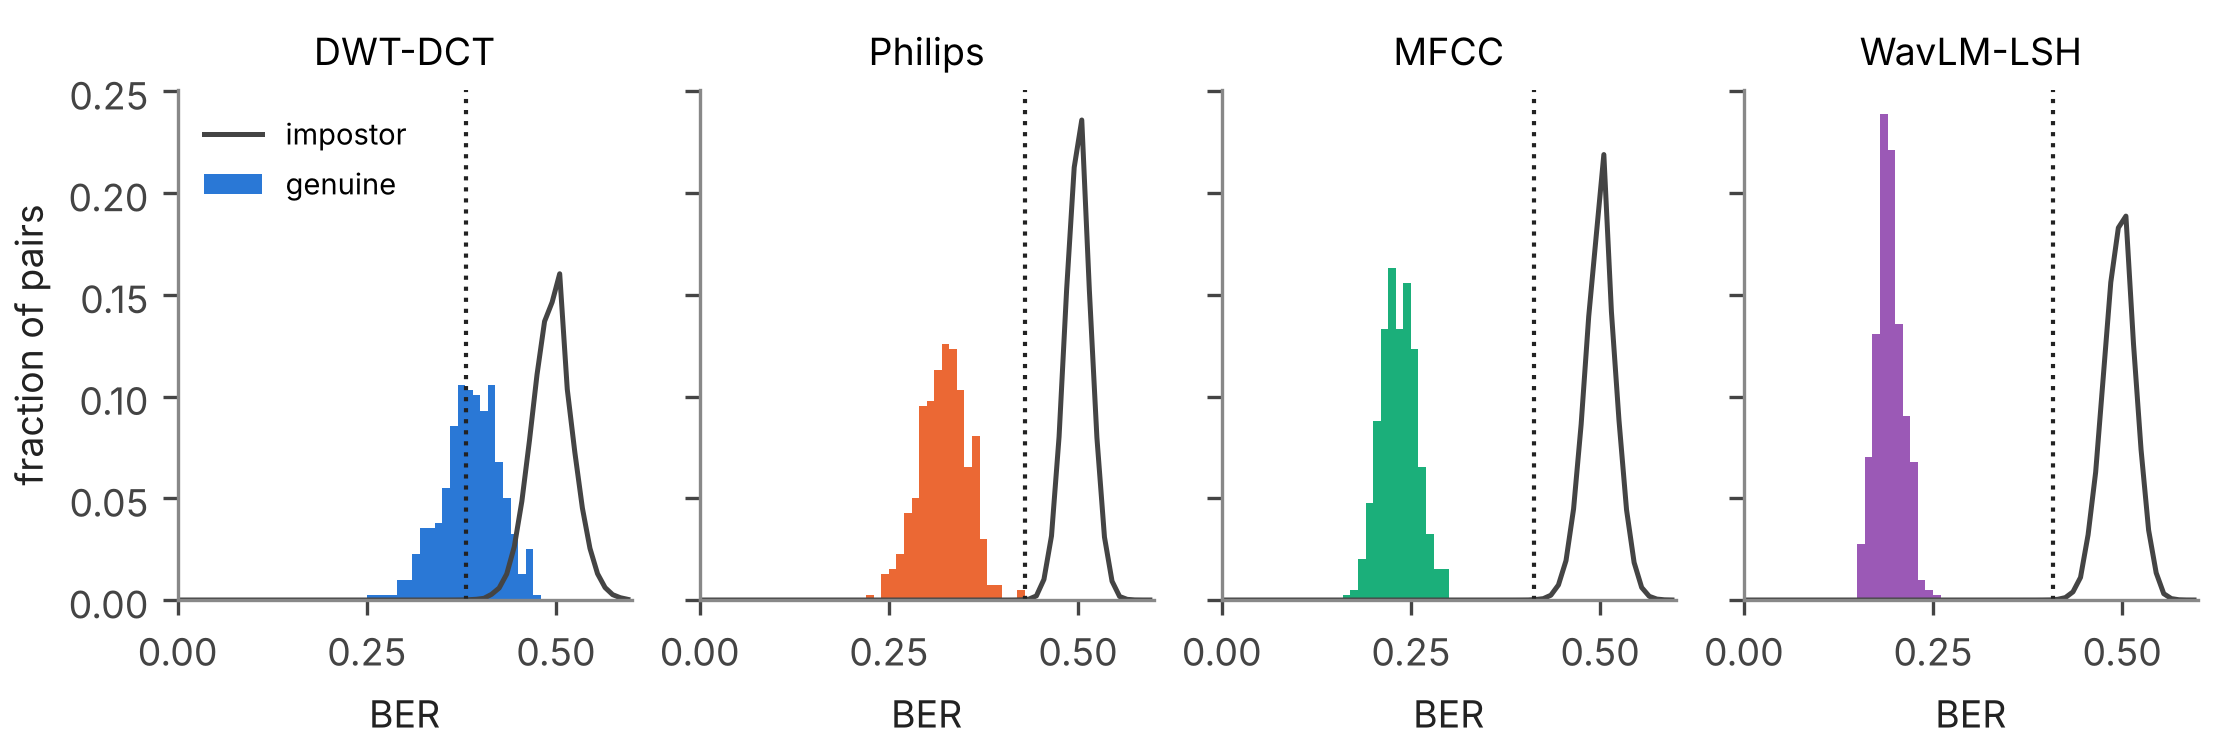 DWT-DCT
Philips
MFCC
WavLM-LSH
fraction of pairs
0.25
0.20
0.15
0.10
0.05
0.00
impostor
genuine
0.00 0.25 0.50
0.00 0.25 0.50
0.00 0.25 0.50
0.00 0.25 0.50
BER
BER
BER
BER